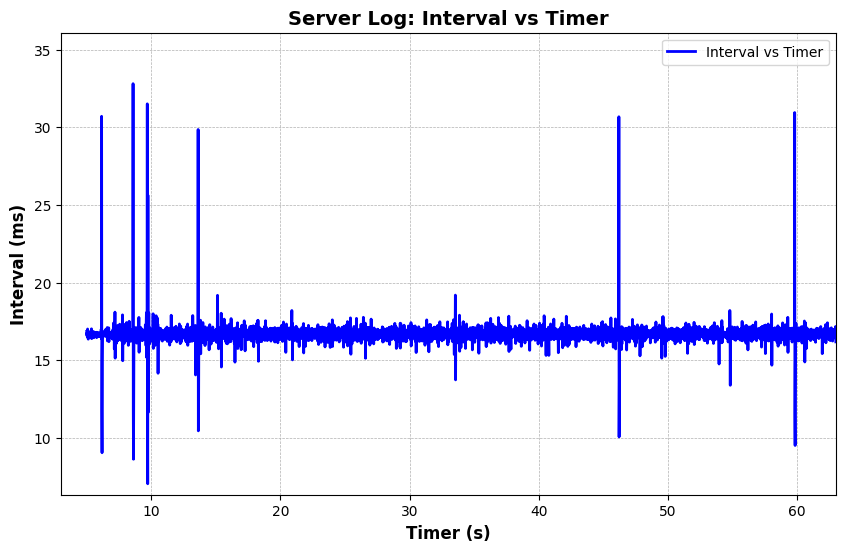 Server Log: Interval vs Timer
Interval vs Timer
35
30
25
20
15
10
Interval (ms)
10 20 30 40 50 60
Timer (s)